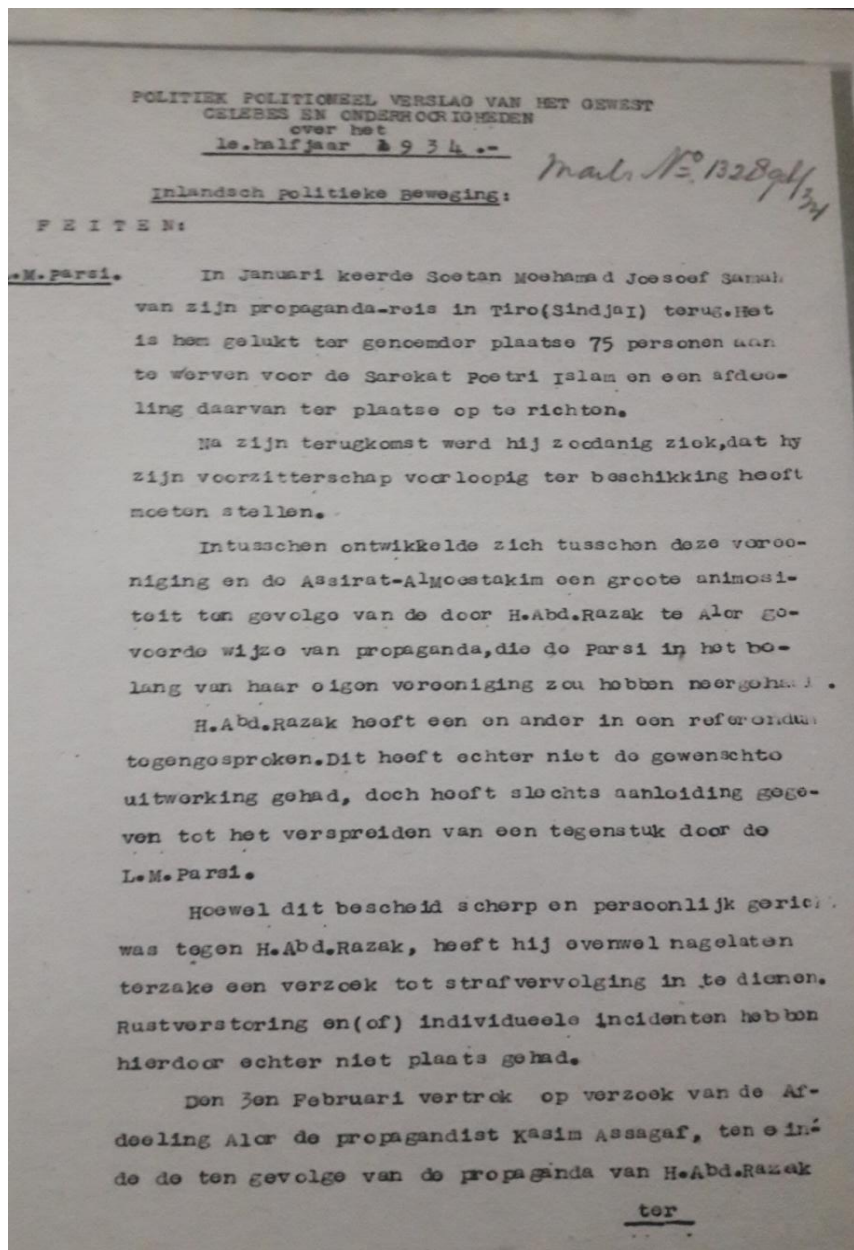 POLITIEK POLITIONEEL VERSLAG VAN HET GEWEST
CELEBES EN ONDERHOORIGHEDEN
over het
1e.halfjaar 1934.-
Mailr. No. 1328
Inlandsch Politieke Beweging:
FEITEN:
.M.Parsi. In Januari keerde Soetan Moehamad Joesoef Samah
van zijn propaganda-reis in Tiro(SindjaI) terug.Het
is hem gelukt ter genoemder plaatse 75 personen aan
te werven voor de Sarekat Poetri Islam en een afdee-
ling daarvan ter plaatse op te richten.
Na zijn terugkomst werd hij zoodanig ziek,dat hy
zijn voorzitterschap voorloopig ter beschikking heeft
moeten stellen.
Intusschen ontwikkelde zich tusschen deze veree-
niging en de Assirat-AlMoestakim een groote animosi-
teit ten gevolge van de door H.Abd.Razak te Alor ge-
voerde wijze van propaganda,die de Parsi in het be-
lang van haar eigen vereeniging zou hebben neergehaald.
H.Abd.Razak heeft een en ander in een referendum
tegengesproken.Dit heeft echter niet de gewenschte
uitwerking gehad, doch heeft slechts aanleiding gege-
ven tot het verspreiden van een tegenstuk door de
L.M.Parsi.
Hoewel dit bescheid scherp en persoonlijk gericht
was tegen H.Abd.Razak, heeft hij evenwel nagelaten
terzake een verzoek tot strafvervolging in te dienen.
Rustverstoring en(of) individueele incidenten hebben
hierdoor echter niet plaats gehad.
Den 3en Februari vertrok op verzoek van de Af-
deeling Alor de propagandist Kasim Assagaf, ten ein-
de de ten gevolge van de propaganda van H.Abd.Razak
ter